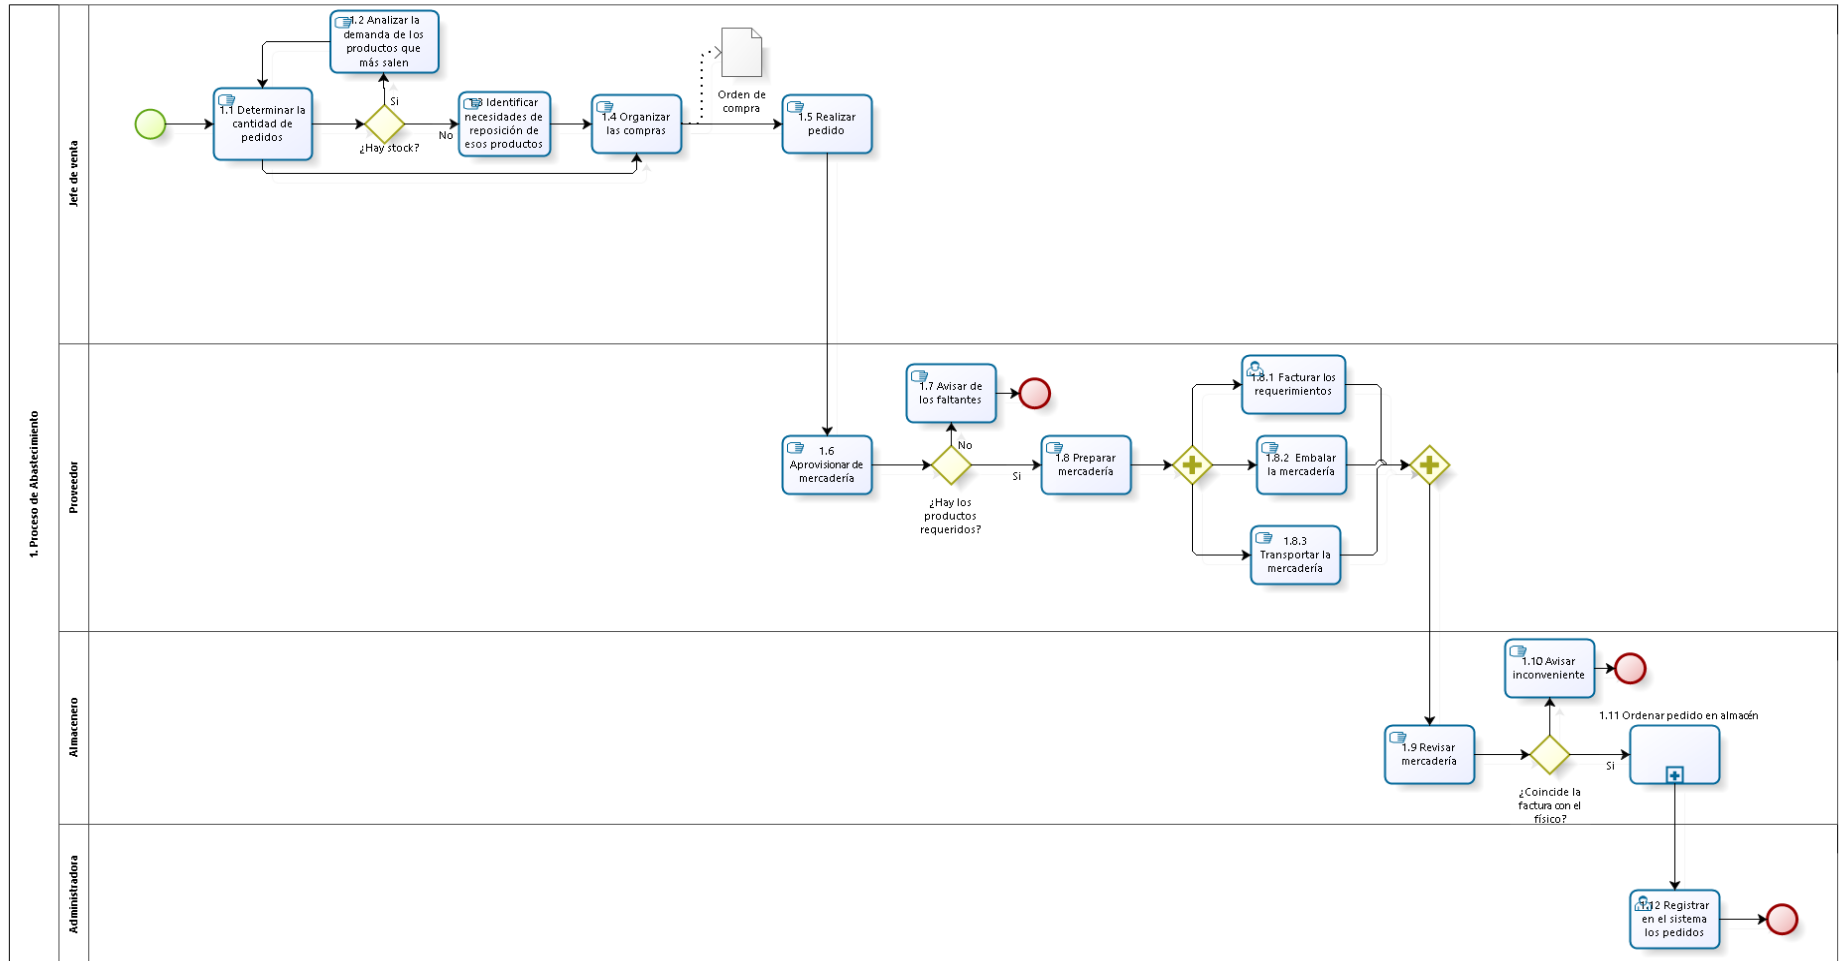 1. Proceso de Abastecimiento
Jefe de venta
1.2 Analizar la
demanda de los
productos que
más salen
1.1 Determinar la
cantidad de
pedidos
Si
¿Hay stock?
No
1.3 Identificar
necesidades de
reposición de
esos productos
1.4 Organizar
las compras
Orden de
compra
1.5 Realizar
pedido
Proveedor
1.6
Aprovisionar de
mercadería
1.7 Avisar de
los faltantes
No
¿Hay los
productos
requeridos?
Si
1.8 Preparar
mercadería
1.8.1 Facturar los
requerimientos
1.8.2 Embalar
la mercadería
1.8.3
Transportar la
mercadería
Almacenero
1.9 Revisar
mercadería
1.10 Avisar
inconveniente
¿Coincide la
factura con el
físico?
Si
1.11 Ordenar pedido en almacén
Administradora
1.12 Registrar
en el sistema
los pedidos